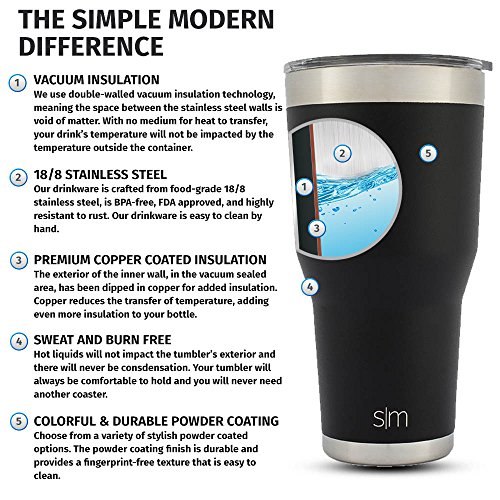 THE SIMPLE MODERN
DIFFERENCE
1 VACUUM INSULATION
We use double-walled vacuum insulation technology,
meaning the space between the stainless steel walls is
void of matter. With no medium for heat to transfer,
your drink's temperature will not be impacted by the
temperature outside the container.
2 18/8 STAINLESS STEEL
Our drinkware is crafted from food-grade 18/8
stainless steel, is BPA-free, FDA approved, and highly
resistant to rust. Our drinkware is easy to clean by
hand.
3 PREMIUM COPPER COATED INSULATION
The exterior of the inner wall, in the vacuum sealed
area, has been dipped in copper for added insulation.
Copper reduces the transfer of temperature, adding
even more insulation to your bottle.
4 SWEAT AND BURN FREE
Hot liquids will not impact the tumbler's exterior and
there will never be consdensation. Your tumbler will
always be comfortable to hold and you will never need
another coaster.
5 COLORFUL & DURABLE POWDER COATING
Choose from a variety of stylish powder coated
options. The powder coating finish is durable and
provides a fingerprint-free texture that is easy to
clean.
2
5
1
3
4
s|m